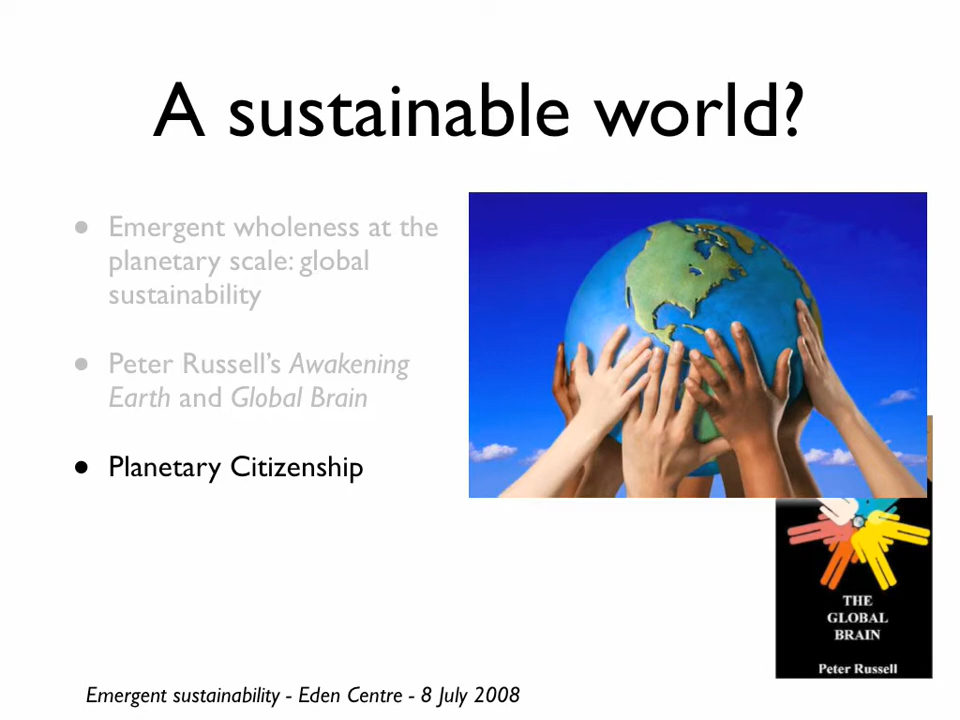 A sustainable world?
• Emergent wholeness at the
planetary scale: global
sustainability
• Peter Russell's Awakening
Earth and Global Brain
• Planetary Citizenship
THE
GLOBAL
BRAIN
Peter Russell
Emergent sustainability - Eden Centre - 8 July 2008